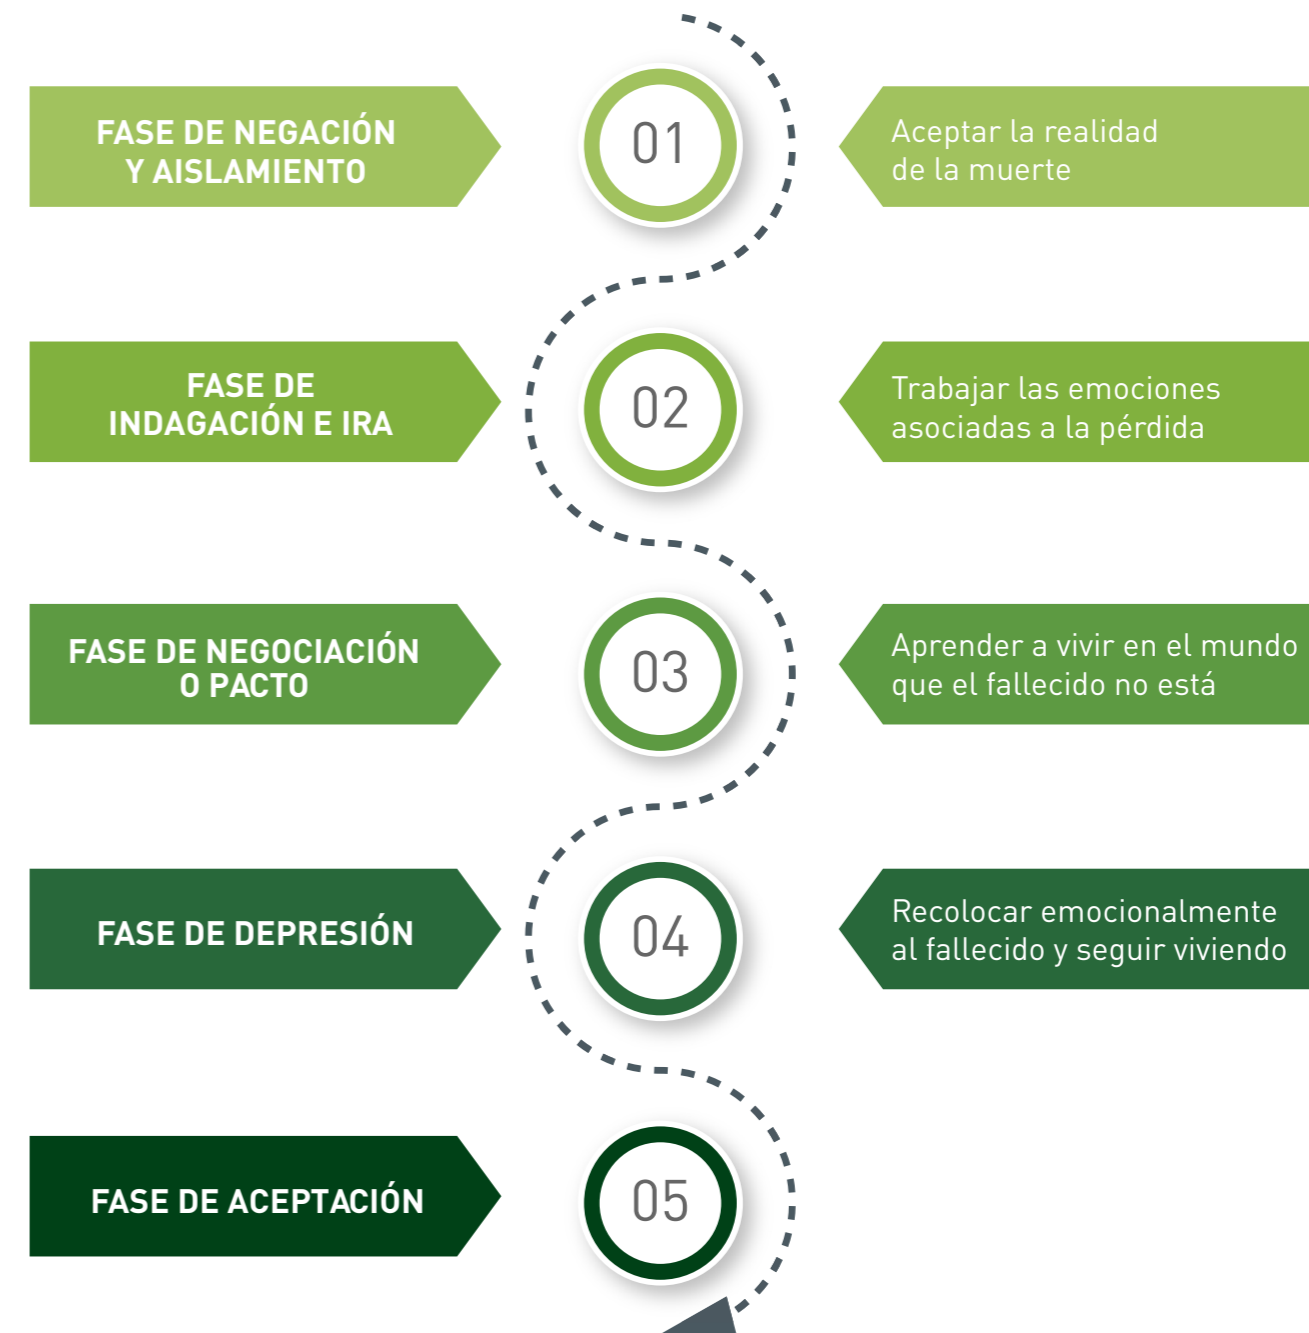 FASE DE NEGACIÓN
Y AISLAMIENTO
01
Aceptar la realidad
de la muerte
FASE DE
INDAGACIÓN E IRA
02
Trabajar las emociones
asociadas a la pérdida
FASE DE NEGOCIACIÓN
O PACTO
03
Aprender a vivir en el mundo
que el fallecido no está
FASE DE DEPRESIÓN
04
Recolocar emocionalmente
al fallecido y seguir viviendo
FASE DE ACEPTACIÓN
05